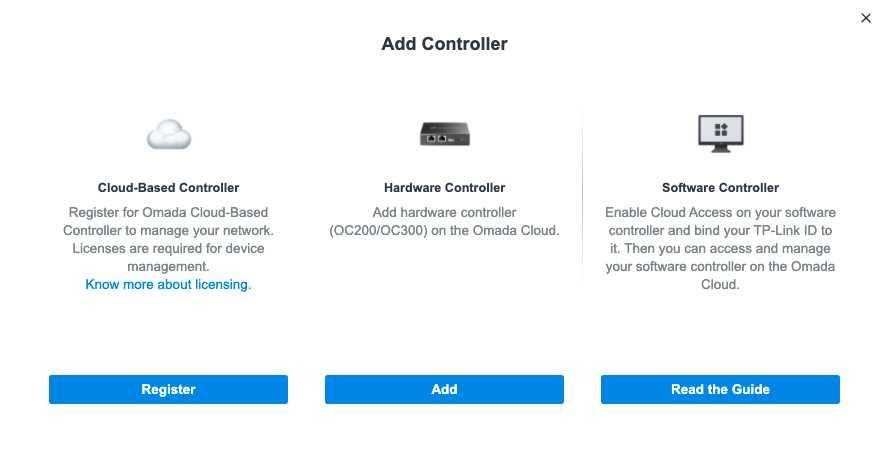 Add Controller
Cloud-Based Controller
Register for Omada Cloud-Based
Controller to manage your network.
Licenses are required for device
management.
Know more about licensing.
Register
Hardware Controller
Add hardware controller
(OC200/OC300) on the Omada Cloud.
Add
Software Controller
Enable Cloud Access on your software
controller and bind your TP-Link ID to
it. Then you can access and manage
your software controller on the Omada
Cloud.
Read the Guide